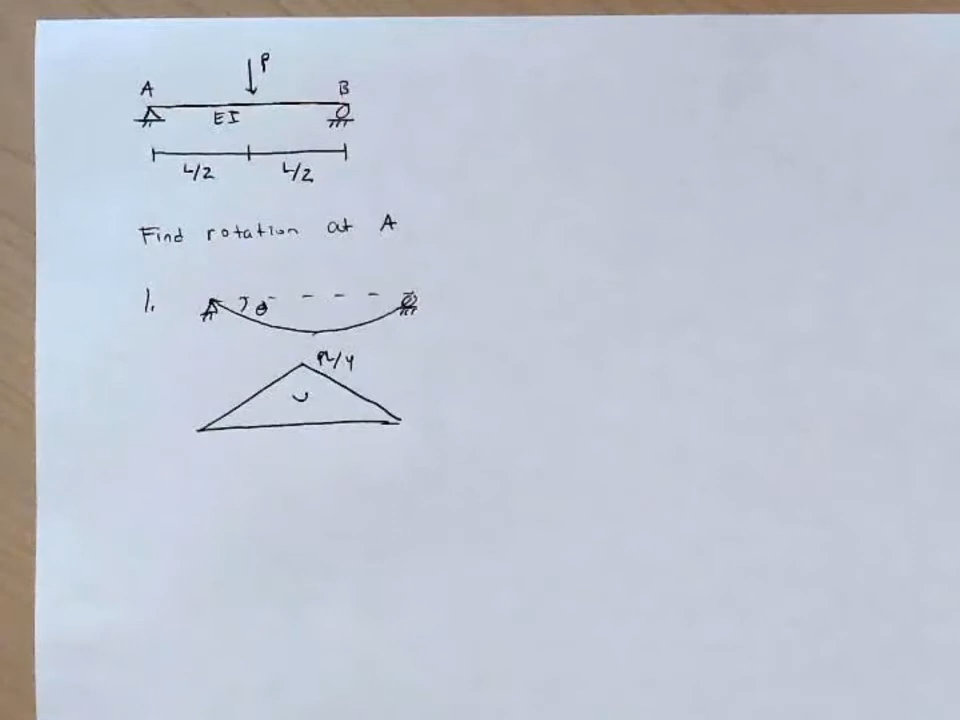 P
A B
EI
L/2 L/2
Find rotation at A
1. θ
PL/4